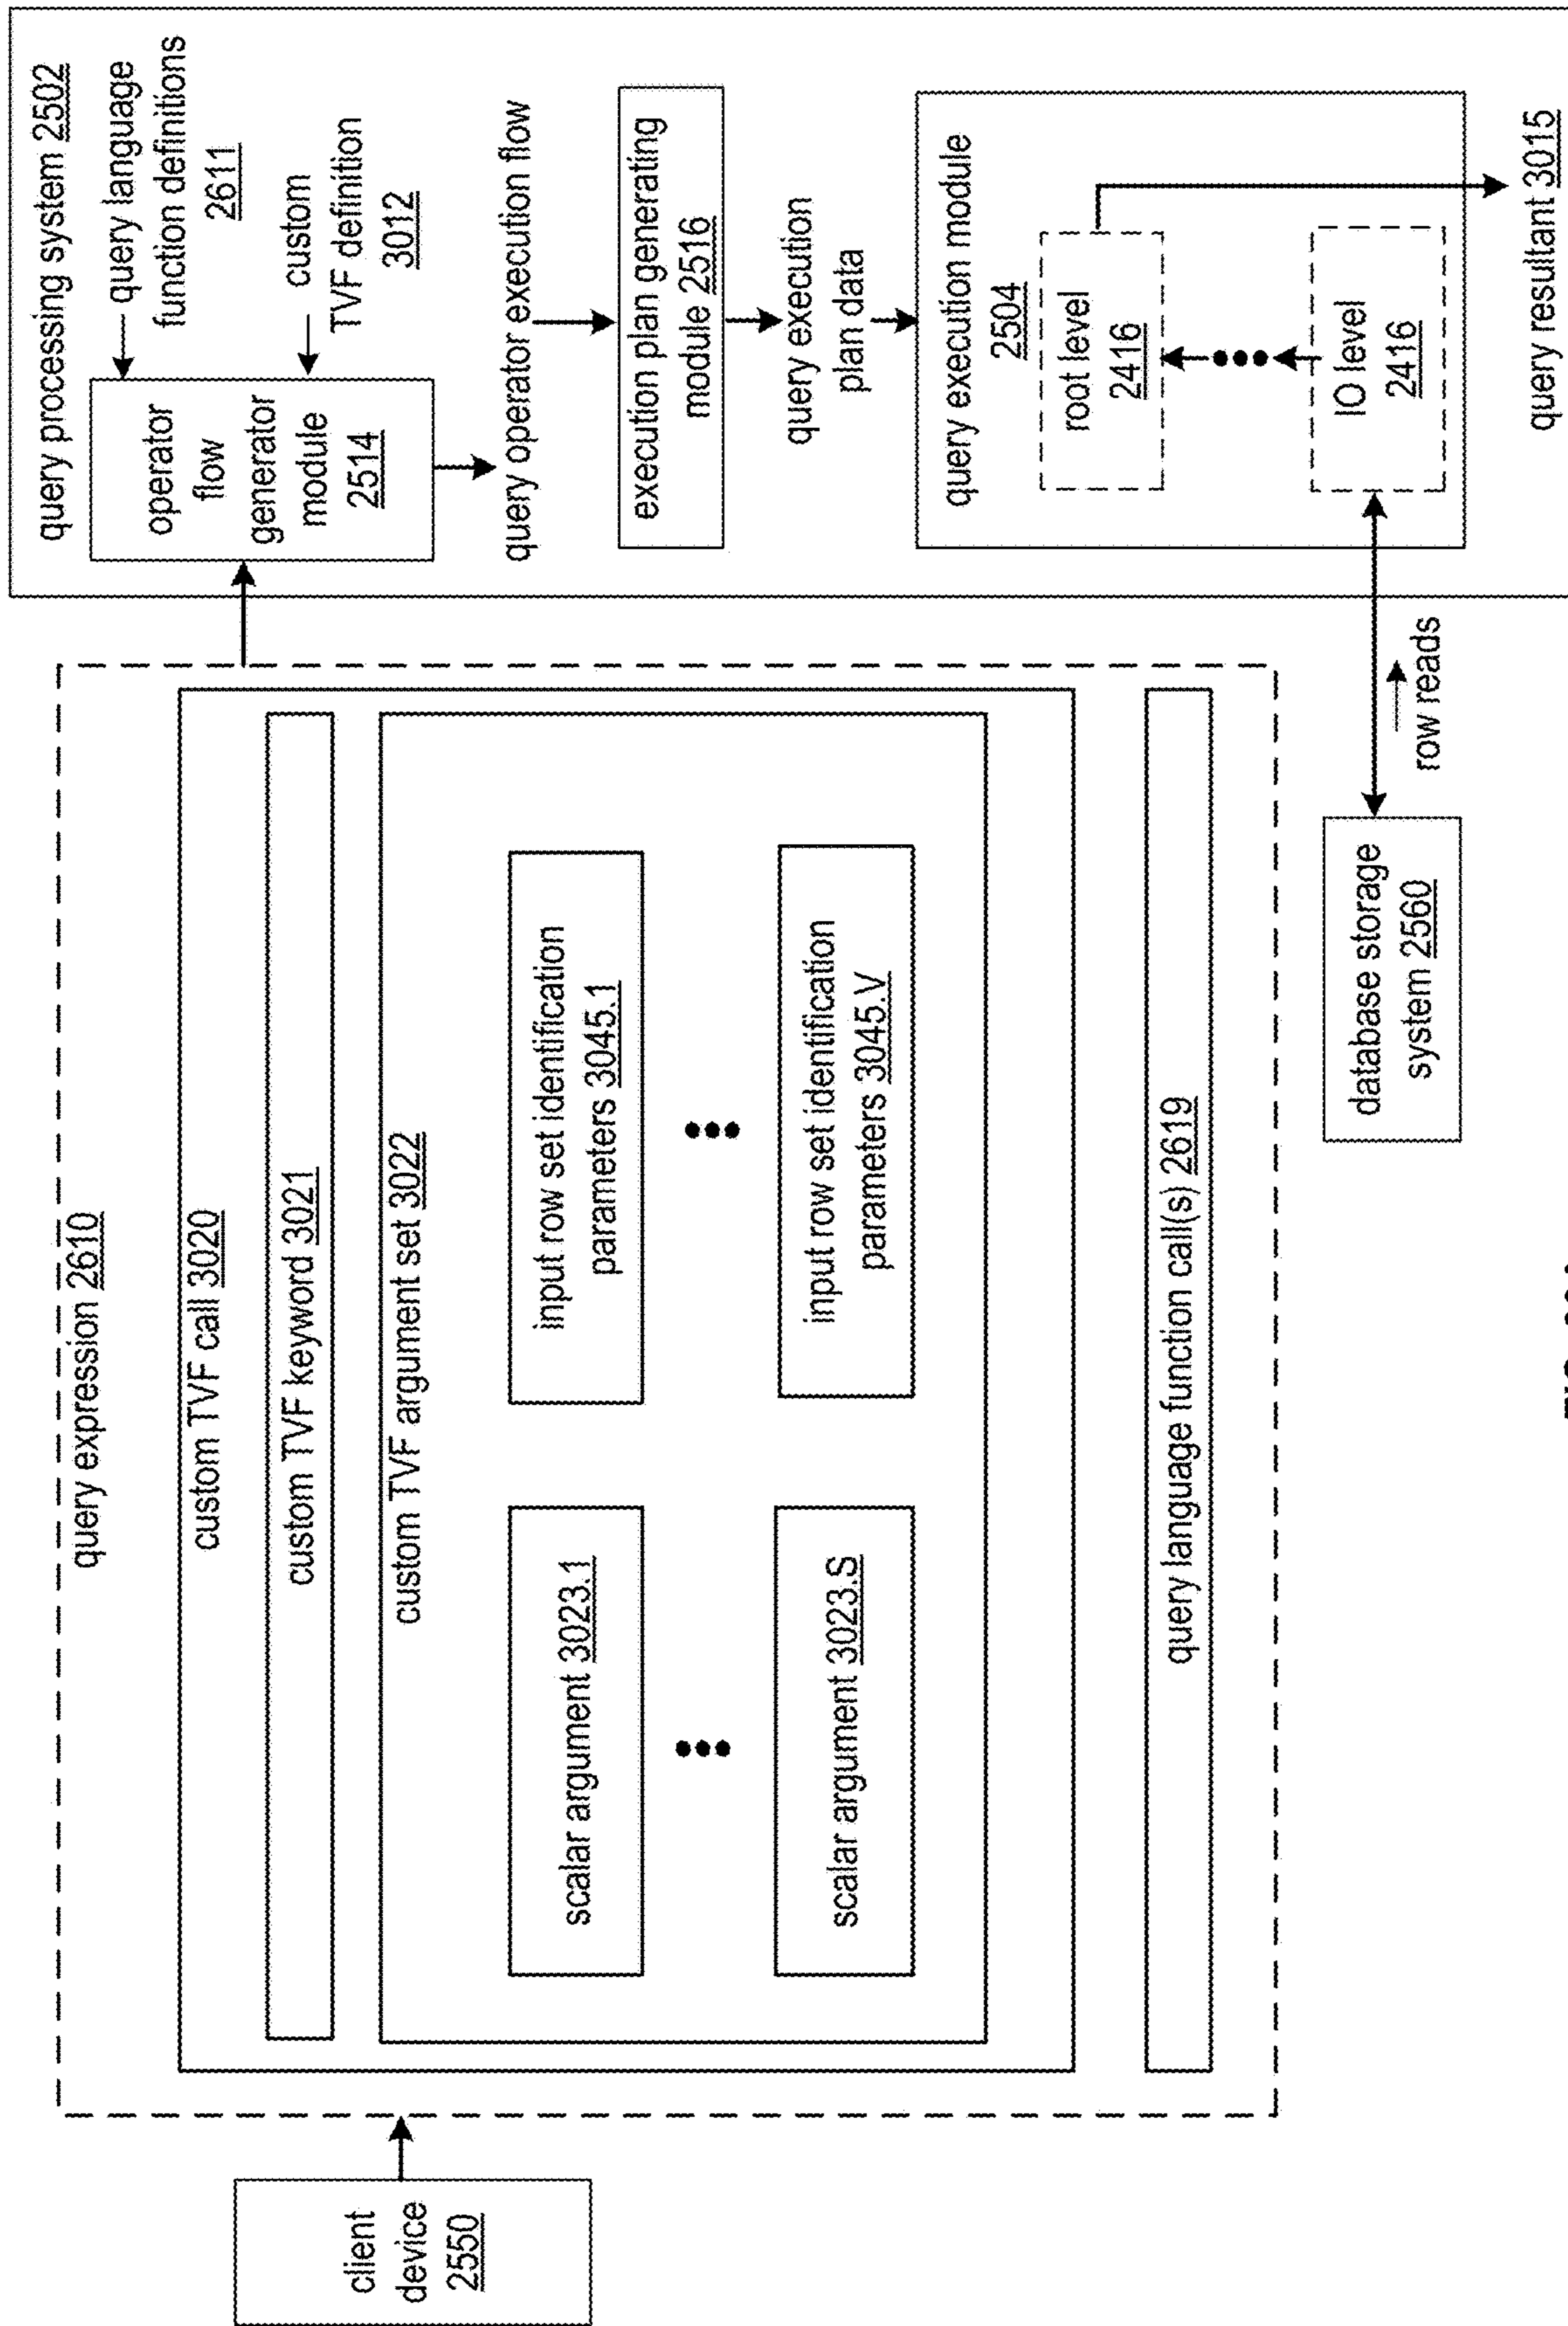 client
device
2550
query expression 2610
custom TVF call 3020
custom TVF keyword 3021
custom TVF argument set 3022
scalar argument 3023.1
scalar argument 3023.S
input row set identification
parameters 3045.1
input row set identification
parameters 3045.V
query language function call(s) 2619
database storage
system 2560
row reads
query processing system 2502
operator
flow
generator
module
2514
query language
function definitions
2611
custom
TVF definition
3012
query operator execution flow
execution plan generating
module 2516
query execution
plan data
query execution module
2504
root level
2416
IO level
2416
query resultant 3015